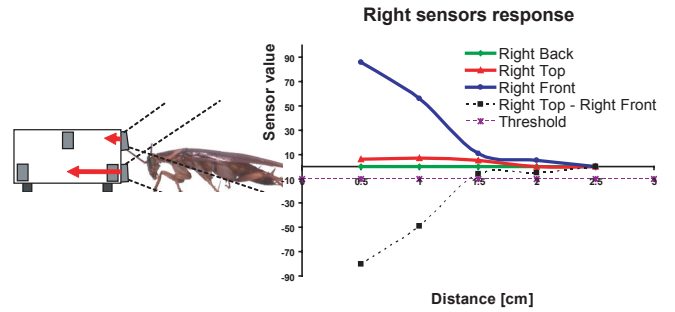 Right sensors response
Sensor value
90
70
50
30
10
-10
-30
-50
-70
-90
Right Back
Right Top
Right Front
Right Top - Right Front
Threshold
0 0.5 1 1.5 2 2.5 3
Distance [cm]